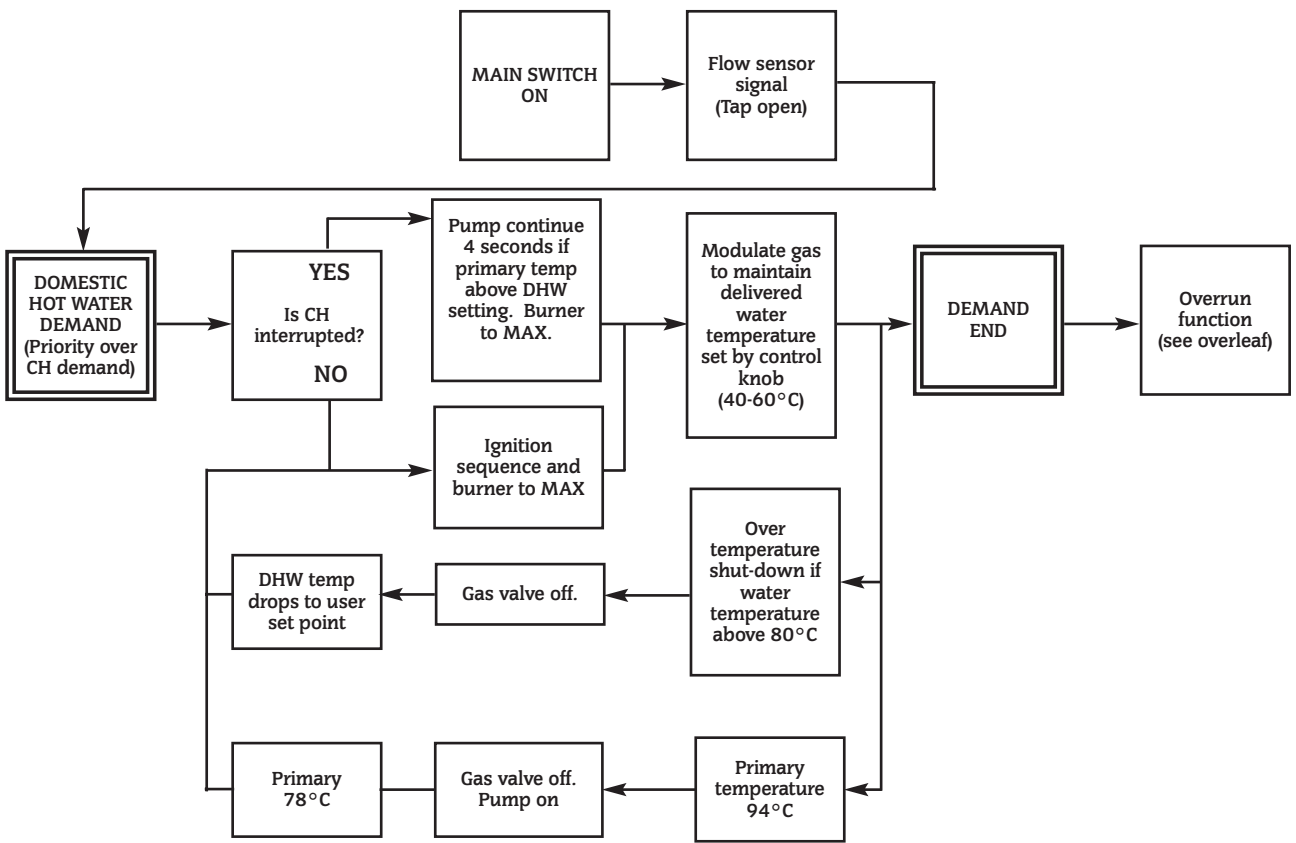 MAIN SWITCH
ON
Flow sensor
signal
(Tap open)
DOMESTIC
HOT WATER
DEMAND
(Priority over
CH demand)
YES
Is CH
interrupted?
NO
Pump continue
4 seconds if
primary temp
above DHW
setting. Burner
to MAX.
Modulate gas
to maintain
delivered
water
temperature
set by control
knob
(40-60°C)
DEMAND
END
Overrun
function
(see overleaf)
Ignition
sequence and
burner to MAX
Over
temperature
shut-down if
water
temperature
above 80°C
Gas valve off.
DHW temp
drops to user
set point
Primary
temperature
94°C
Gas valve off.
Pump on
Primary
78°C